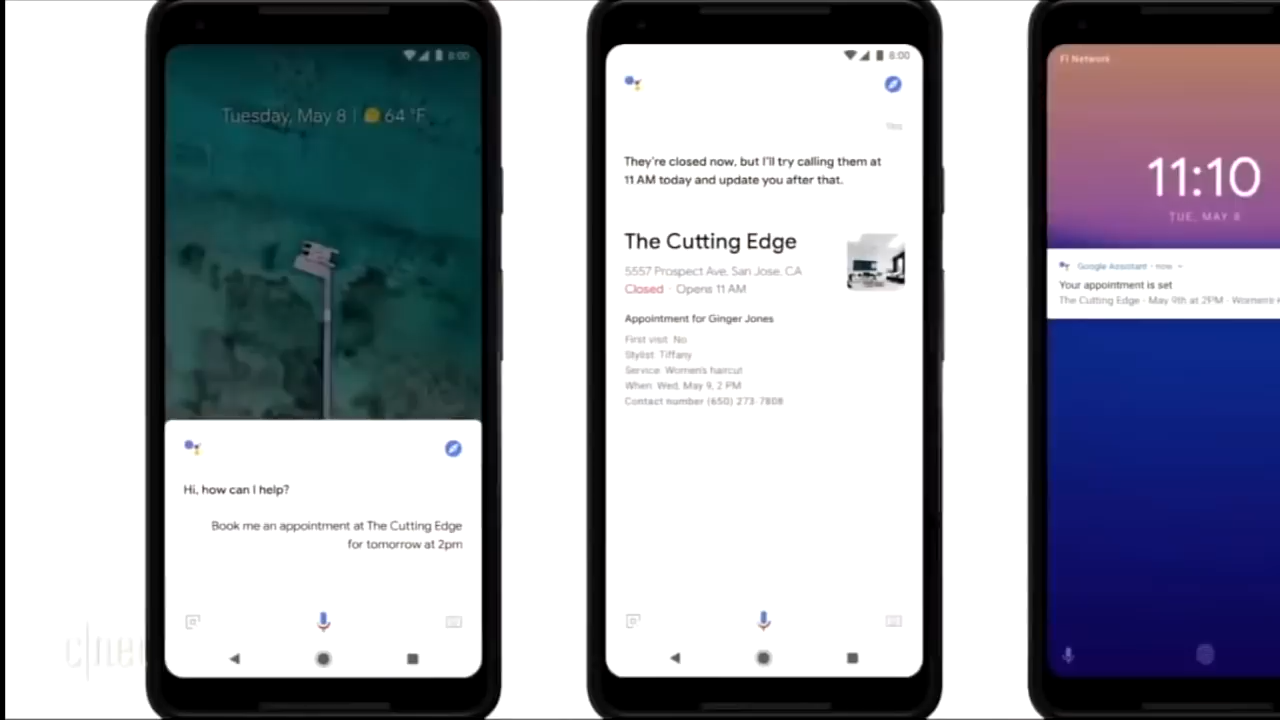 8:00
Tuesday, May 8 | 64 °F
Hi, how can I help?
Book me an appointment at The Cutting Edge
for tomorrow at 2pm
8:00
Yes
They're closed now, but I'll try calling them at
11 AM today and update you after that.
The Cutting Edge
5557 Prospect Ave, San Jose, CA
Closed · Opens 11 AM
Appointment for Ginger Jones
First visit No
Stylist Tiffany
Service Women's haircut
When Wed, May 9, 2 PM
Contact number (650) 273-7808
Fi Network
11:10
TUE, MAY 8
Google Assistant · now
Your appointment is set
The Cutting Edge · May 9th at 2PM · Women's
c|net